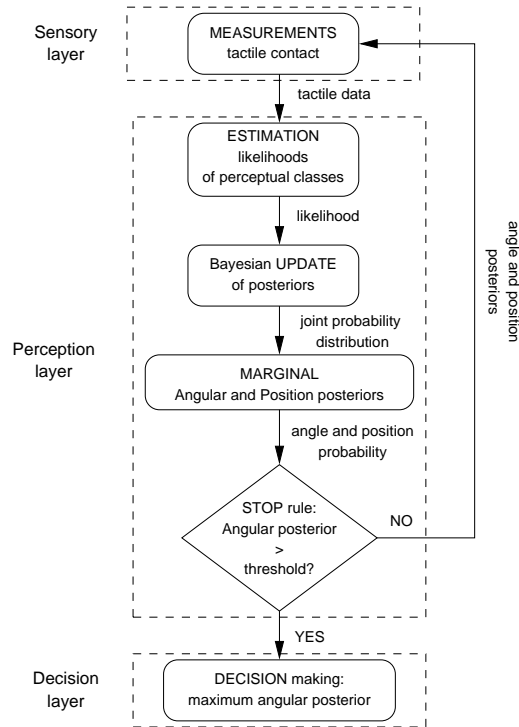 Sensory
layer
MEASUREMENTS
tactile contact
tactile data
ESTIMATION
likelihoods
of perceptual classes
likelihood
Bayesian UPDATE
of posteriors
joint probability
distribution
Perception
layer
MARGINAL
Angular and Position posteriors
angle and position
probability
STOP rule:
Angular posterior
>
threshold?
NO
angle and position
posteriors
YES
Decision
layer
DECISION making:
maximum angular posterior